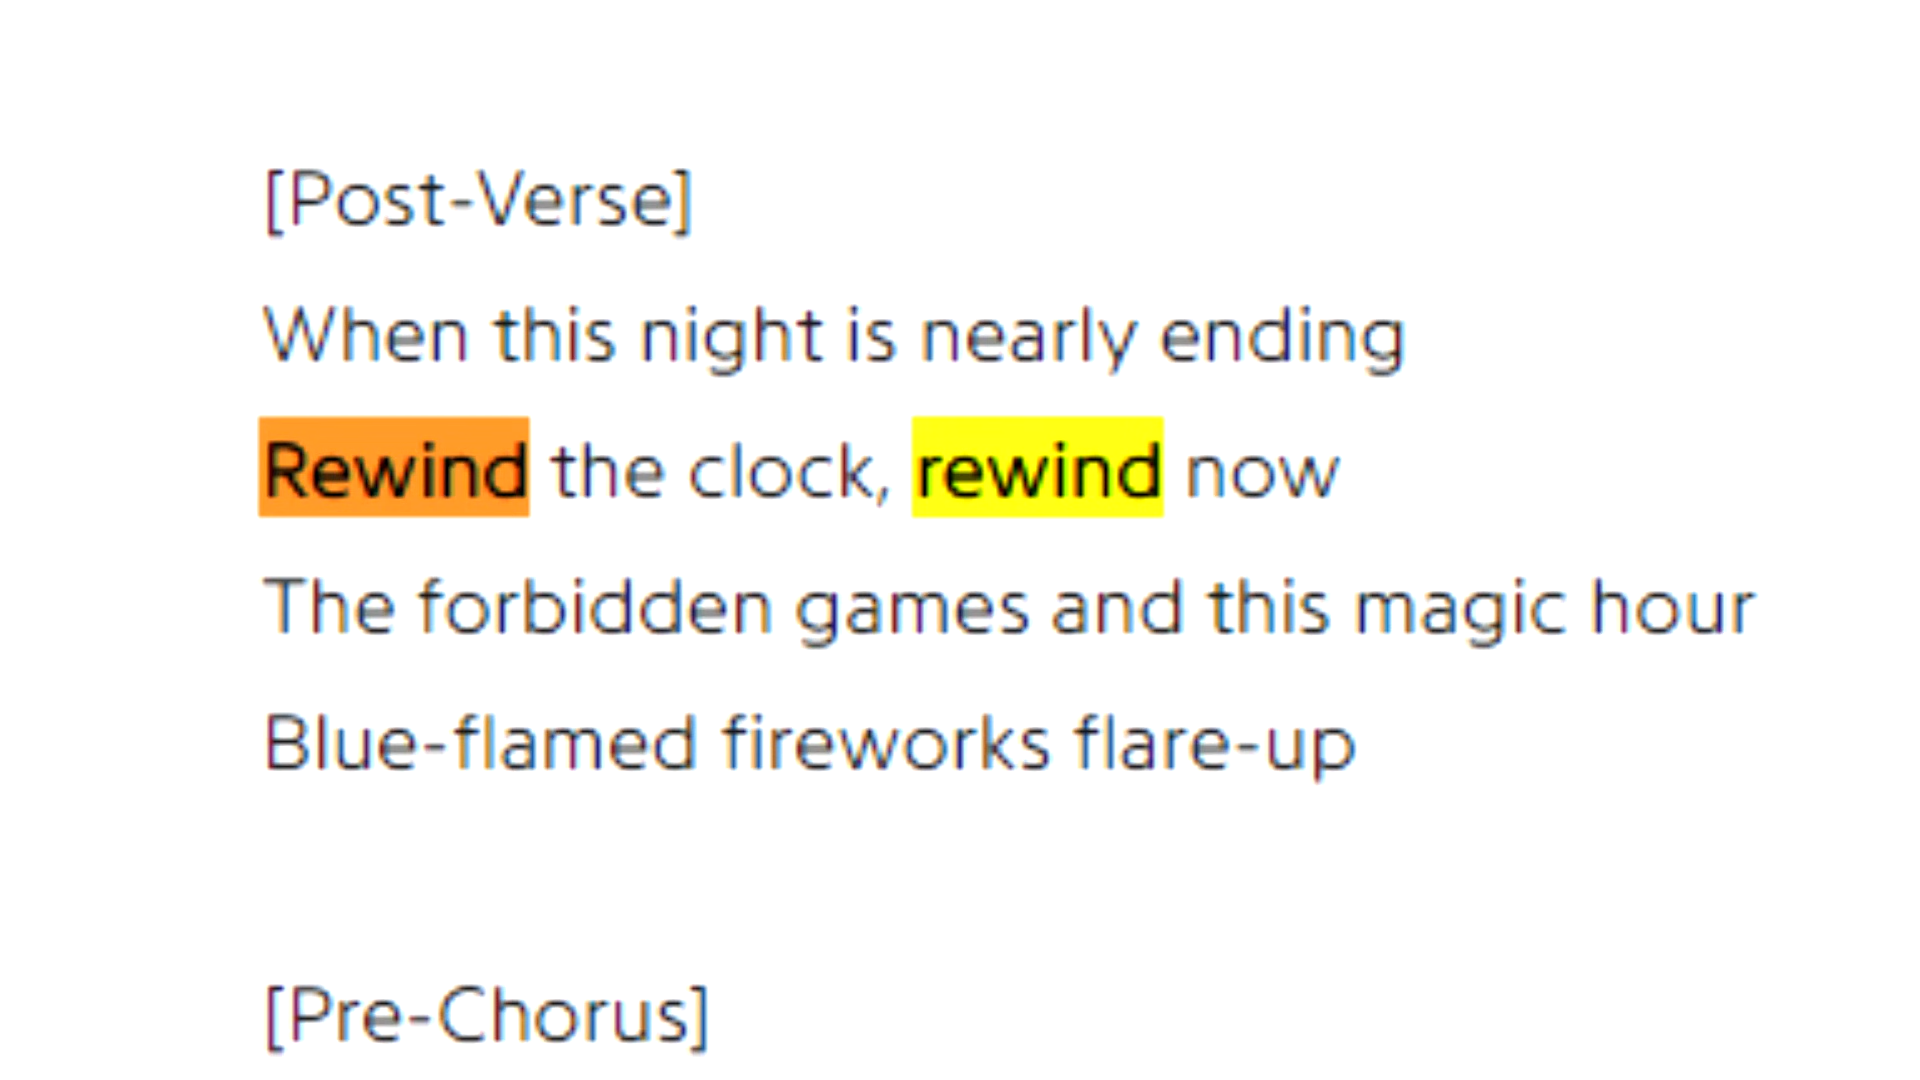 [Post-Verse]
When this night is nearly ending
Rewind the clock, rewind now
The forbidden games and this magic hour
Blue-flamed fireworks flare-up
[Pre-Chorus]